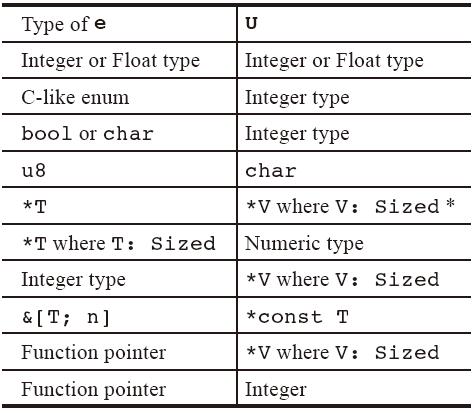 Type of e U
Integer or Float type Integer or Float type
C-like enum Integer type
bool or char Integer type
u8 char
*T *V where V: Sized *
*T where T: Sized Numeric type
Integer type *V where V: Sized
&[T; n] *const T
Function pointer *V where V: Sized
Function pointer Integer